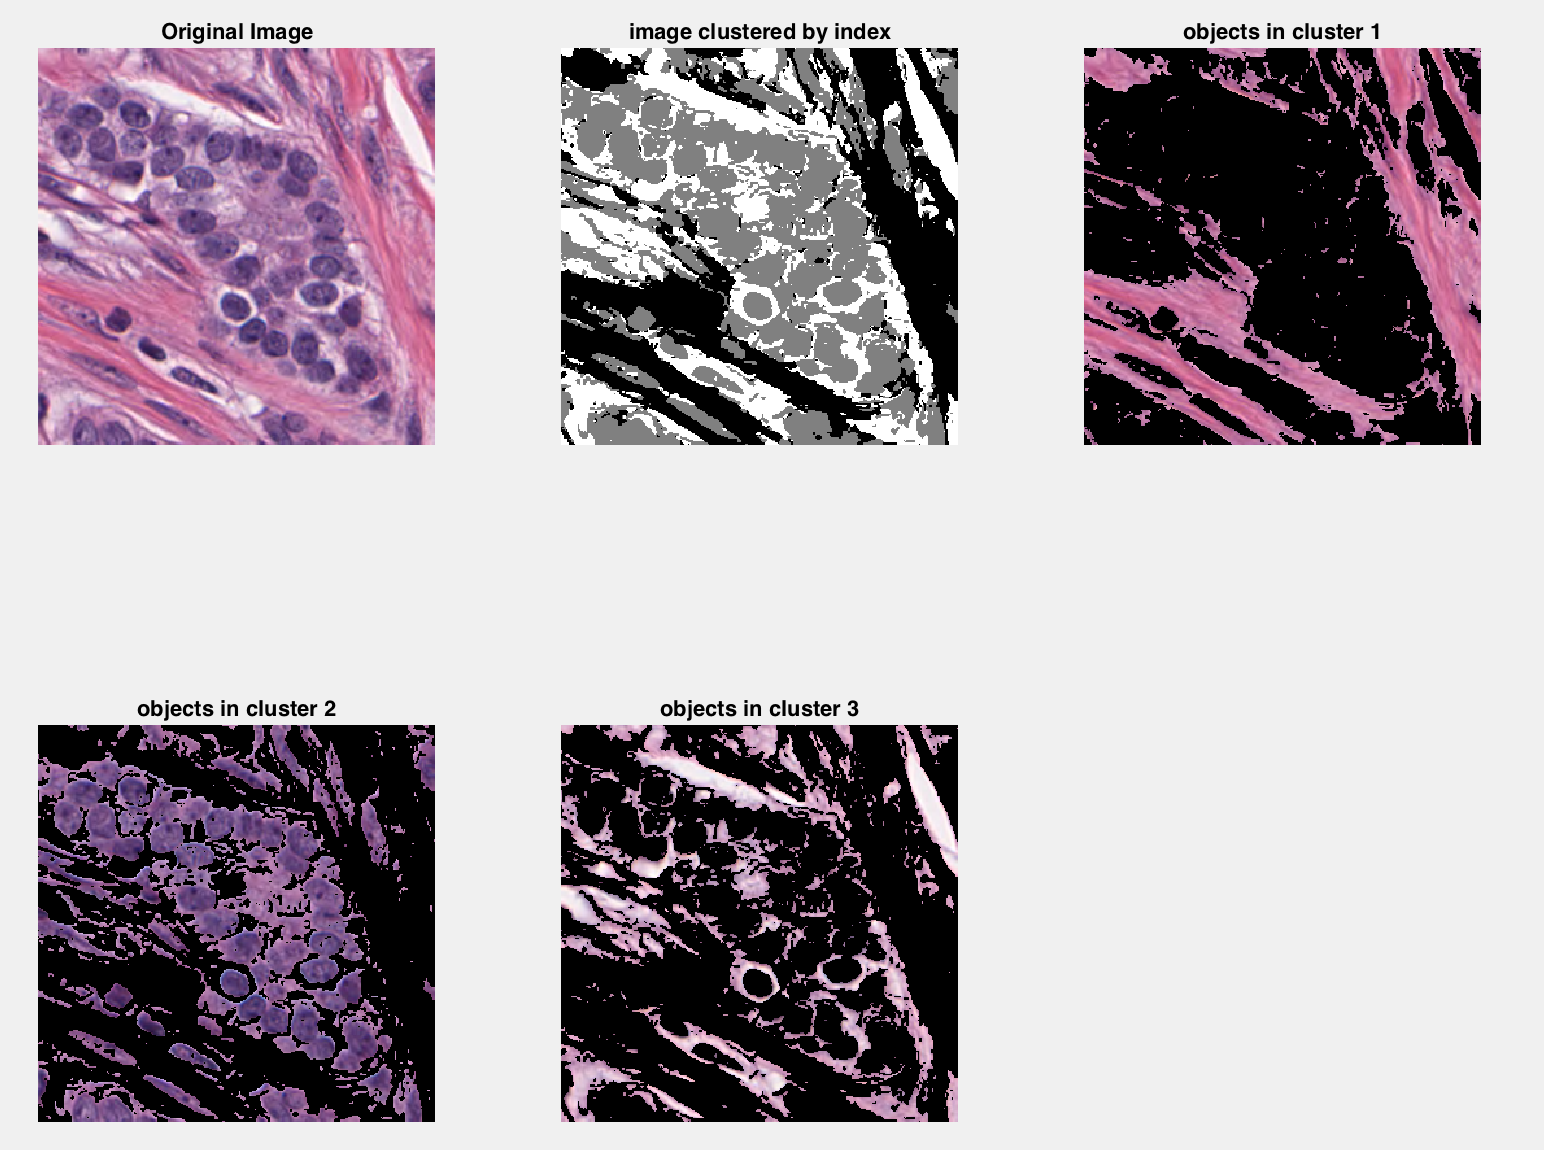 Original Image
image clustered by index
objects in cluster 1
objects in cluster 2
objects in cluster 3